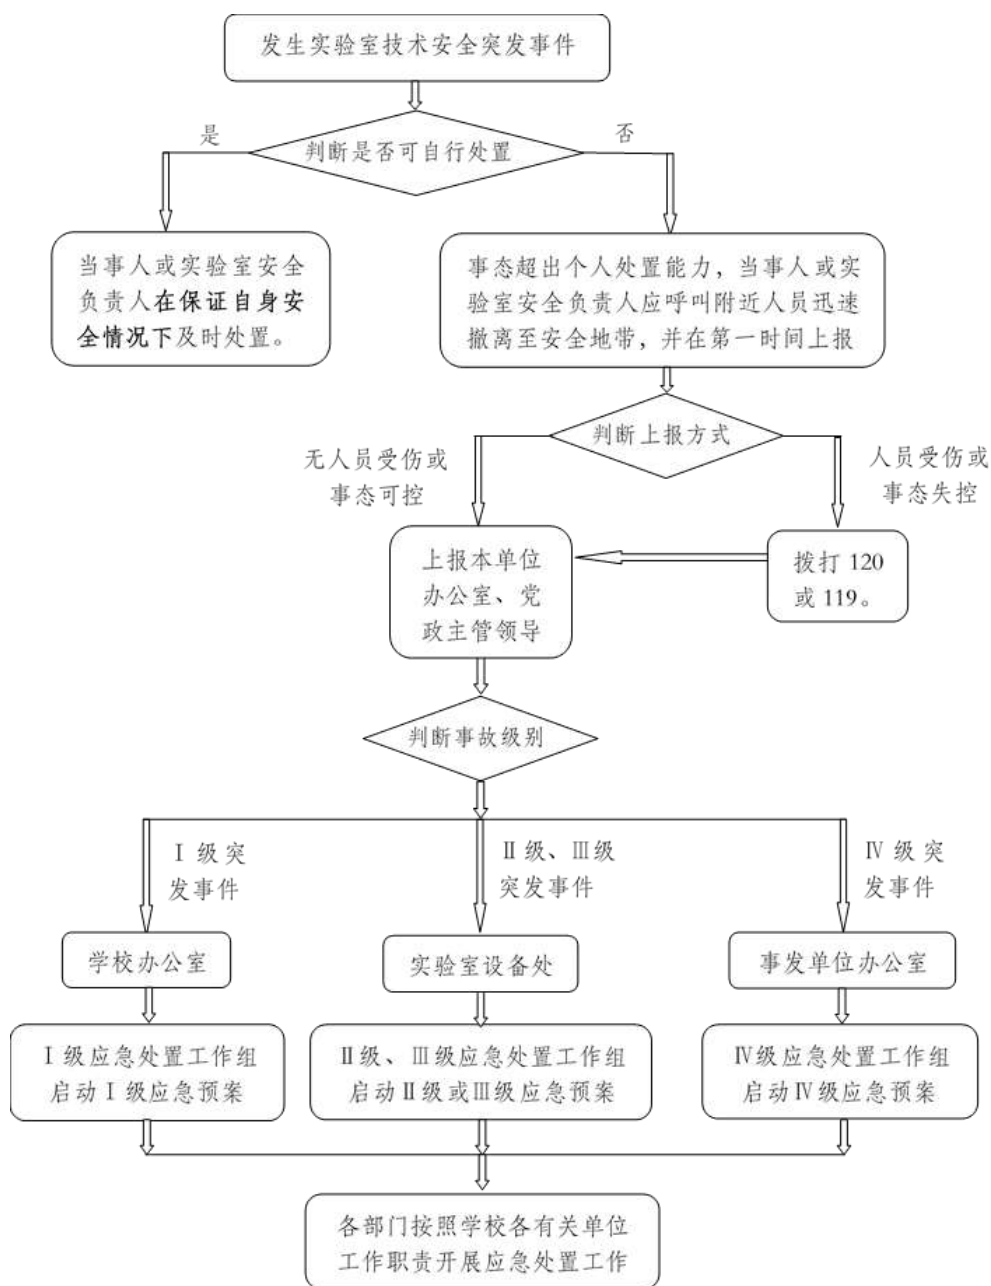 发生实验室技术安全突发事件
是
否
判断是否可自行处置
当事人或实验室安全
负责人在保证自身安
全情况下及时处置。
事态超出个人处置能力，当事人或实
验室安全负责人应呼叫附近人员迅速
撤离至安全地带，并在第一时间上报
判断上报方式
无人员受伤或
事态可控
人员受伤或
事态失控
上报本单位
办公室、党
政主管领导
拨打 120
或 119。
判断事故级别
Ⅰ 级 突
发事件
Ⅱ 级、Ⅲ级
突发事件
Ⅳ 级 突
发事件
学校办公室
实验室设备处
事发单位办公室
Ⅰ 级应急处置工作组
启动Ⅰ 级应急预案
Ⅱ级、Ⅲ级应急处置工作组
启动Ⅱ级或Ⅲ级应急预案
Ⅳ级应急处置工作组
启动Ⅳ级应急预案
各部门按照学校各有关单位
工作职责开展应急处置工作